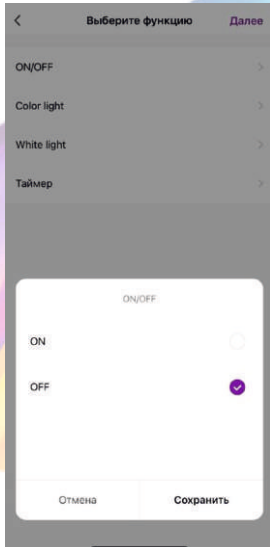 Выберите функцию Далее
ON/OFF
Color light
White light
Таймер
ON/OFF
ON
OFF
Отмена Сохранить